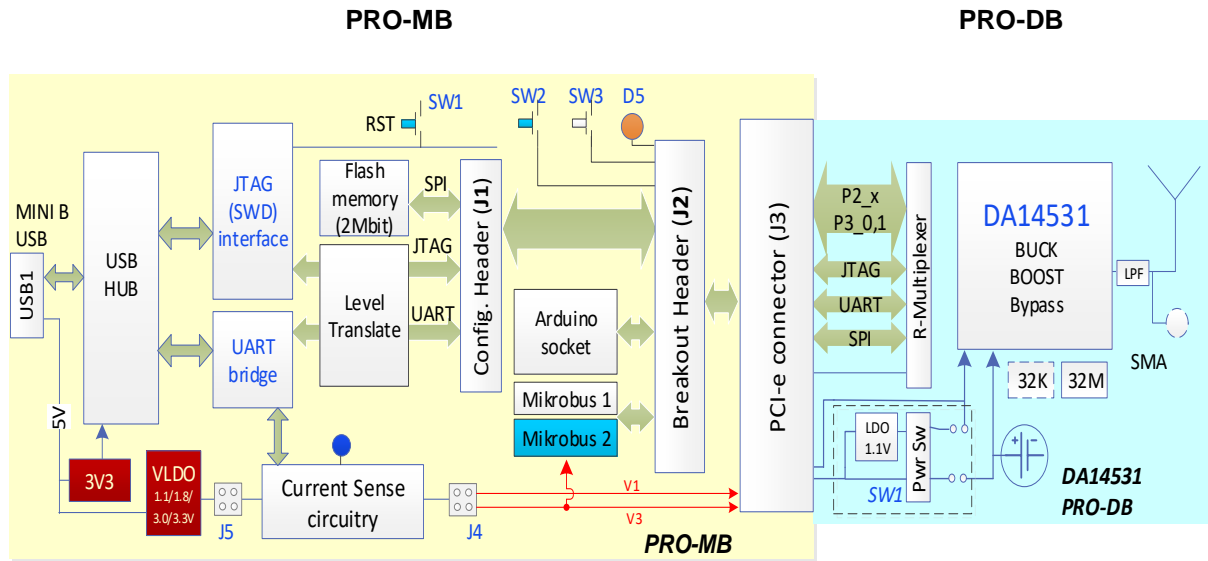 PRO-MB
PRO-DB
SW1
RST
SW2
SW3
D5
MINI B
USB
USB1
USB
HUB
JTAG
(SWD)
interface
Flash
memory
(2Mbit)
SPI
JTAG
Level
Translate
UART
Config. Header (J1)
UART
bridge
5V
3V3
VLDO
1.1/1.8/
3.0/3.3V
J5
Current Sense
circuitry
J4
Arduino
socket
Mikrobus 1
Mikrobus 2
Breakout Header (J2)
V1
V3
PRO-MB
PCI-e connector (J3)
P2_x
P3_0,1
JTAG
UART
SPI
R-Multiplexer
DA14531
BUCK
BOOST
Bypass
LPF
SMA
32K
32M
LDO
1.1V
Pwr Sw
SW1
DA14531
PRO-DB